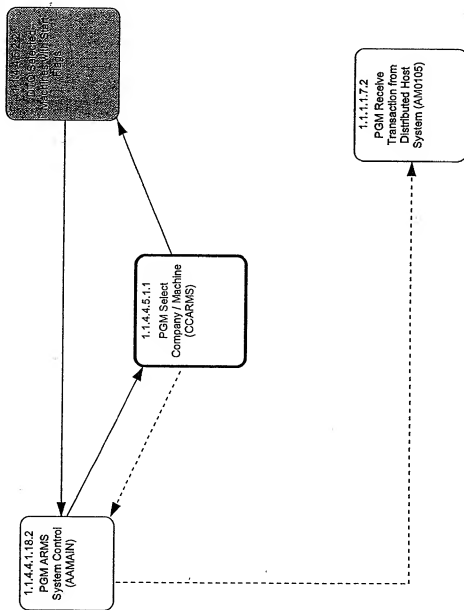 1.1.4.4.1.18.2
PGM ARMS
System Control
(AAMAIN)
1.1.4.4.5.1.1
PGM Select
Company / Machine
(CCARMS)
1.1.1.1.7.2
PGM Receive
Transaction from
Distributed Host
System (AM0105)